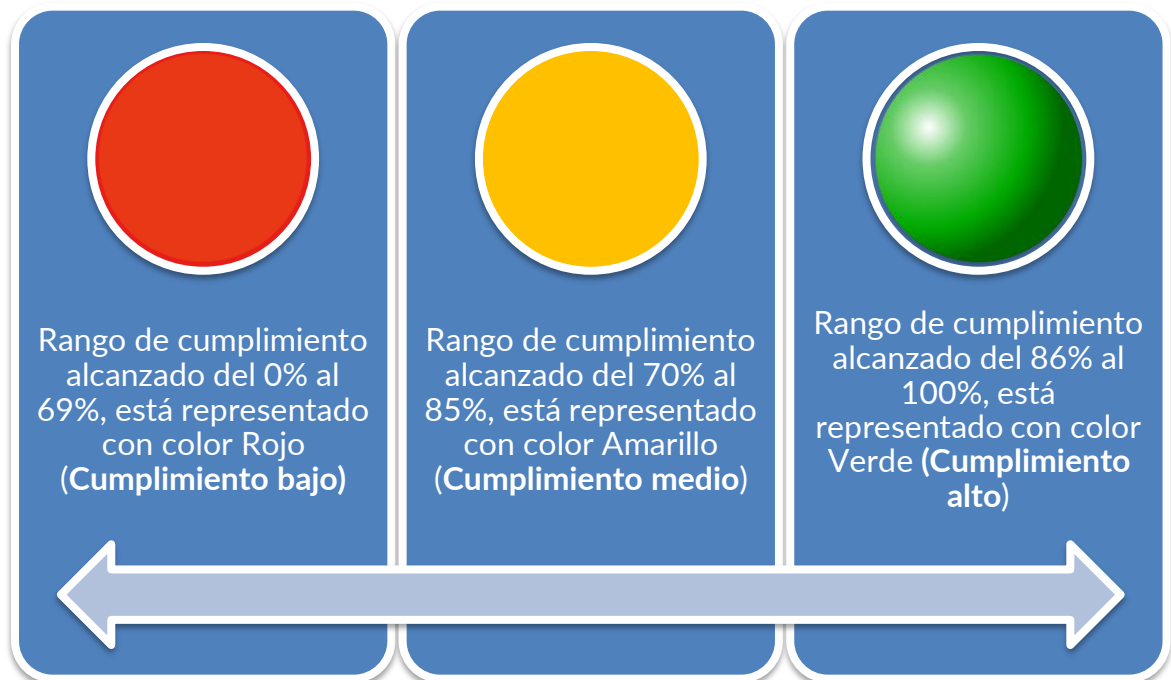 Rango de cumplimiento
alcanzado del 0% al
69%, está representado
con color Rojo
(Cumplimiento bajo)
Rango de cumplimiento
alcanzado del 70% al
85%, está representado
con color Amarillo
(Cumplimiento medio)
Rango de cumplimiento
alcanzado del 86% al
100%, está
representado con color
Verde (Cumplimiento
alto)